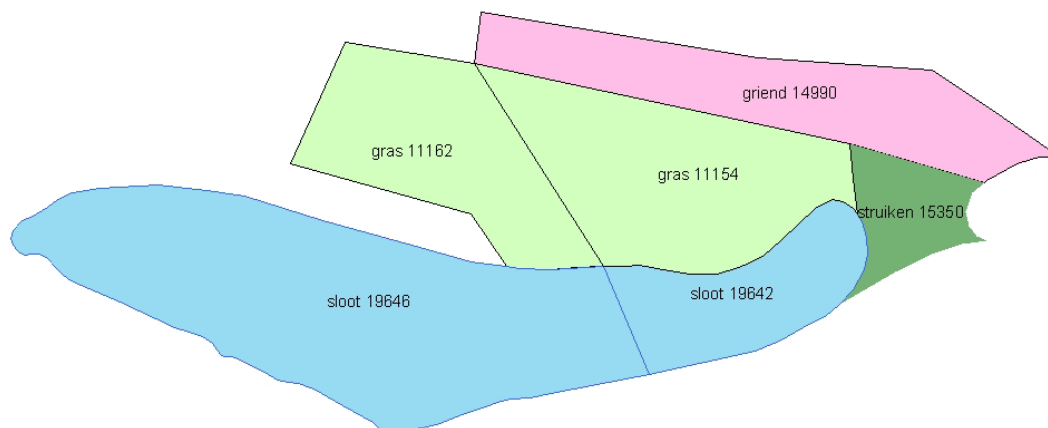 griend 14990
gras 11162
gras 11154
struiken 15350
sloot 19646
sloot 19642